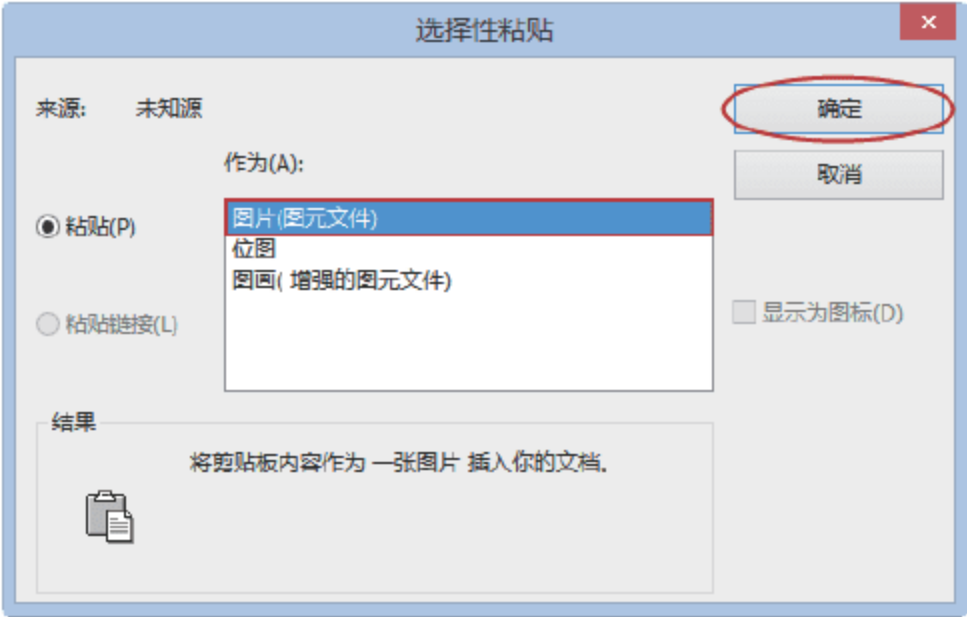 选择性粘贴
来源: 未知源
确定
作为(A):
取消
粘贴(P)
图片(图元文件)
位图
图画( 增强的图元文件)
粘贴链接(L)
显示为图标(D)
结果
将剪贴板内容作为 一张图片 插入你的文档。